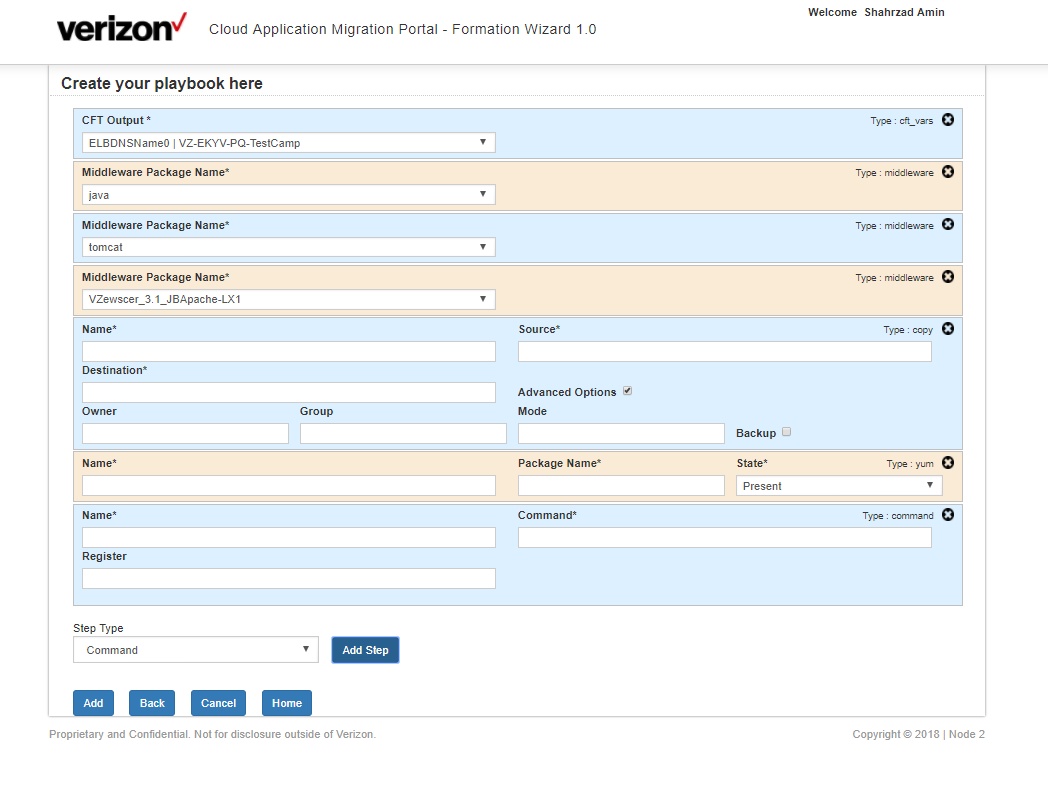 Welcome Shahrzad Amin
verizon
Cloud Application Migration Portal - Formation Wizard 1.0
Create your playbook here
CFT Output * Type : cft_vars
ELBDNSName0 | VZ-EKYV-PQ-TestCamp
Middleware Package Name* Type : middleware
java
Middleware Package Name* Type : middleware
tomcat
Middleware Package Name* Type : middleware
VZewscer_3.1_JBApache-LX1
Name* Source* Type : copy
Destination*
Advanced Options
Owner Group Mode
Backup
Name* Package Name* State* Type : yum
Present
Name* Command* Type : command
Register
Step Type
Command Add Step
Add Back Cancel Home
Proprietary and Confidential. Not for disclosure outside of Verizon. Copyright © 2018 | Node 2